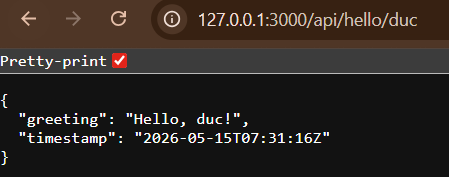 127.0.0.1:3000/api/hello/duc
Pretty-print
{
  "greeting": "Hello, duc!",
  "timestamp": "2026-05-15T07:31:16Z"
}